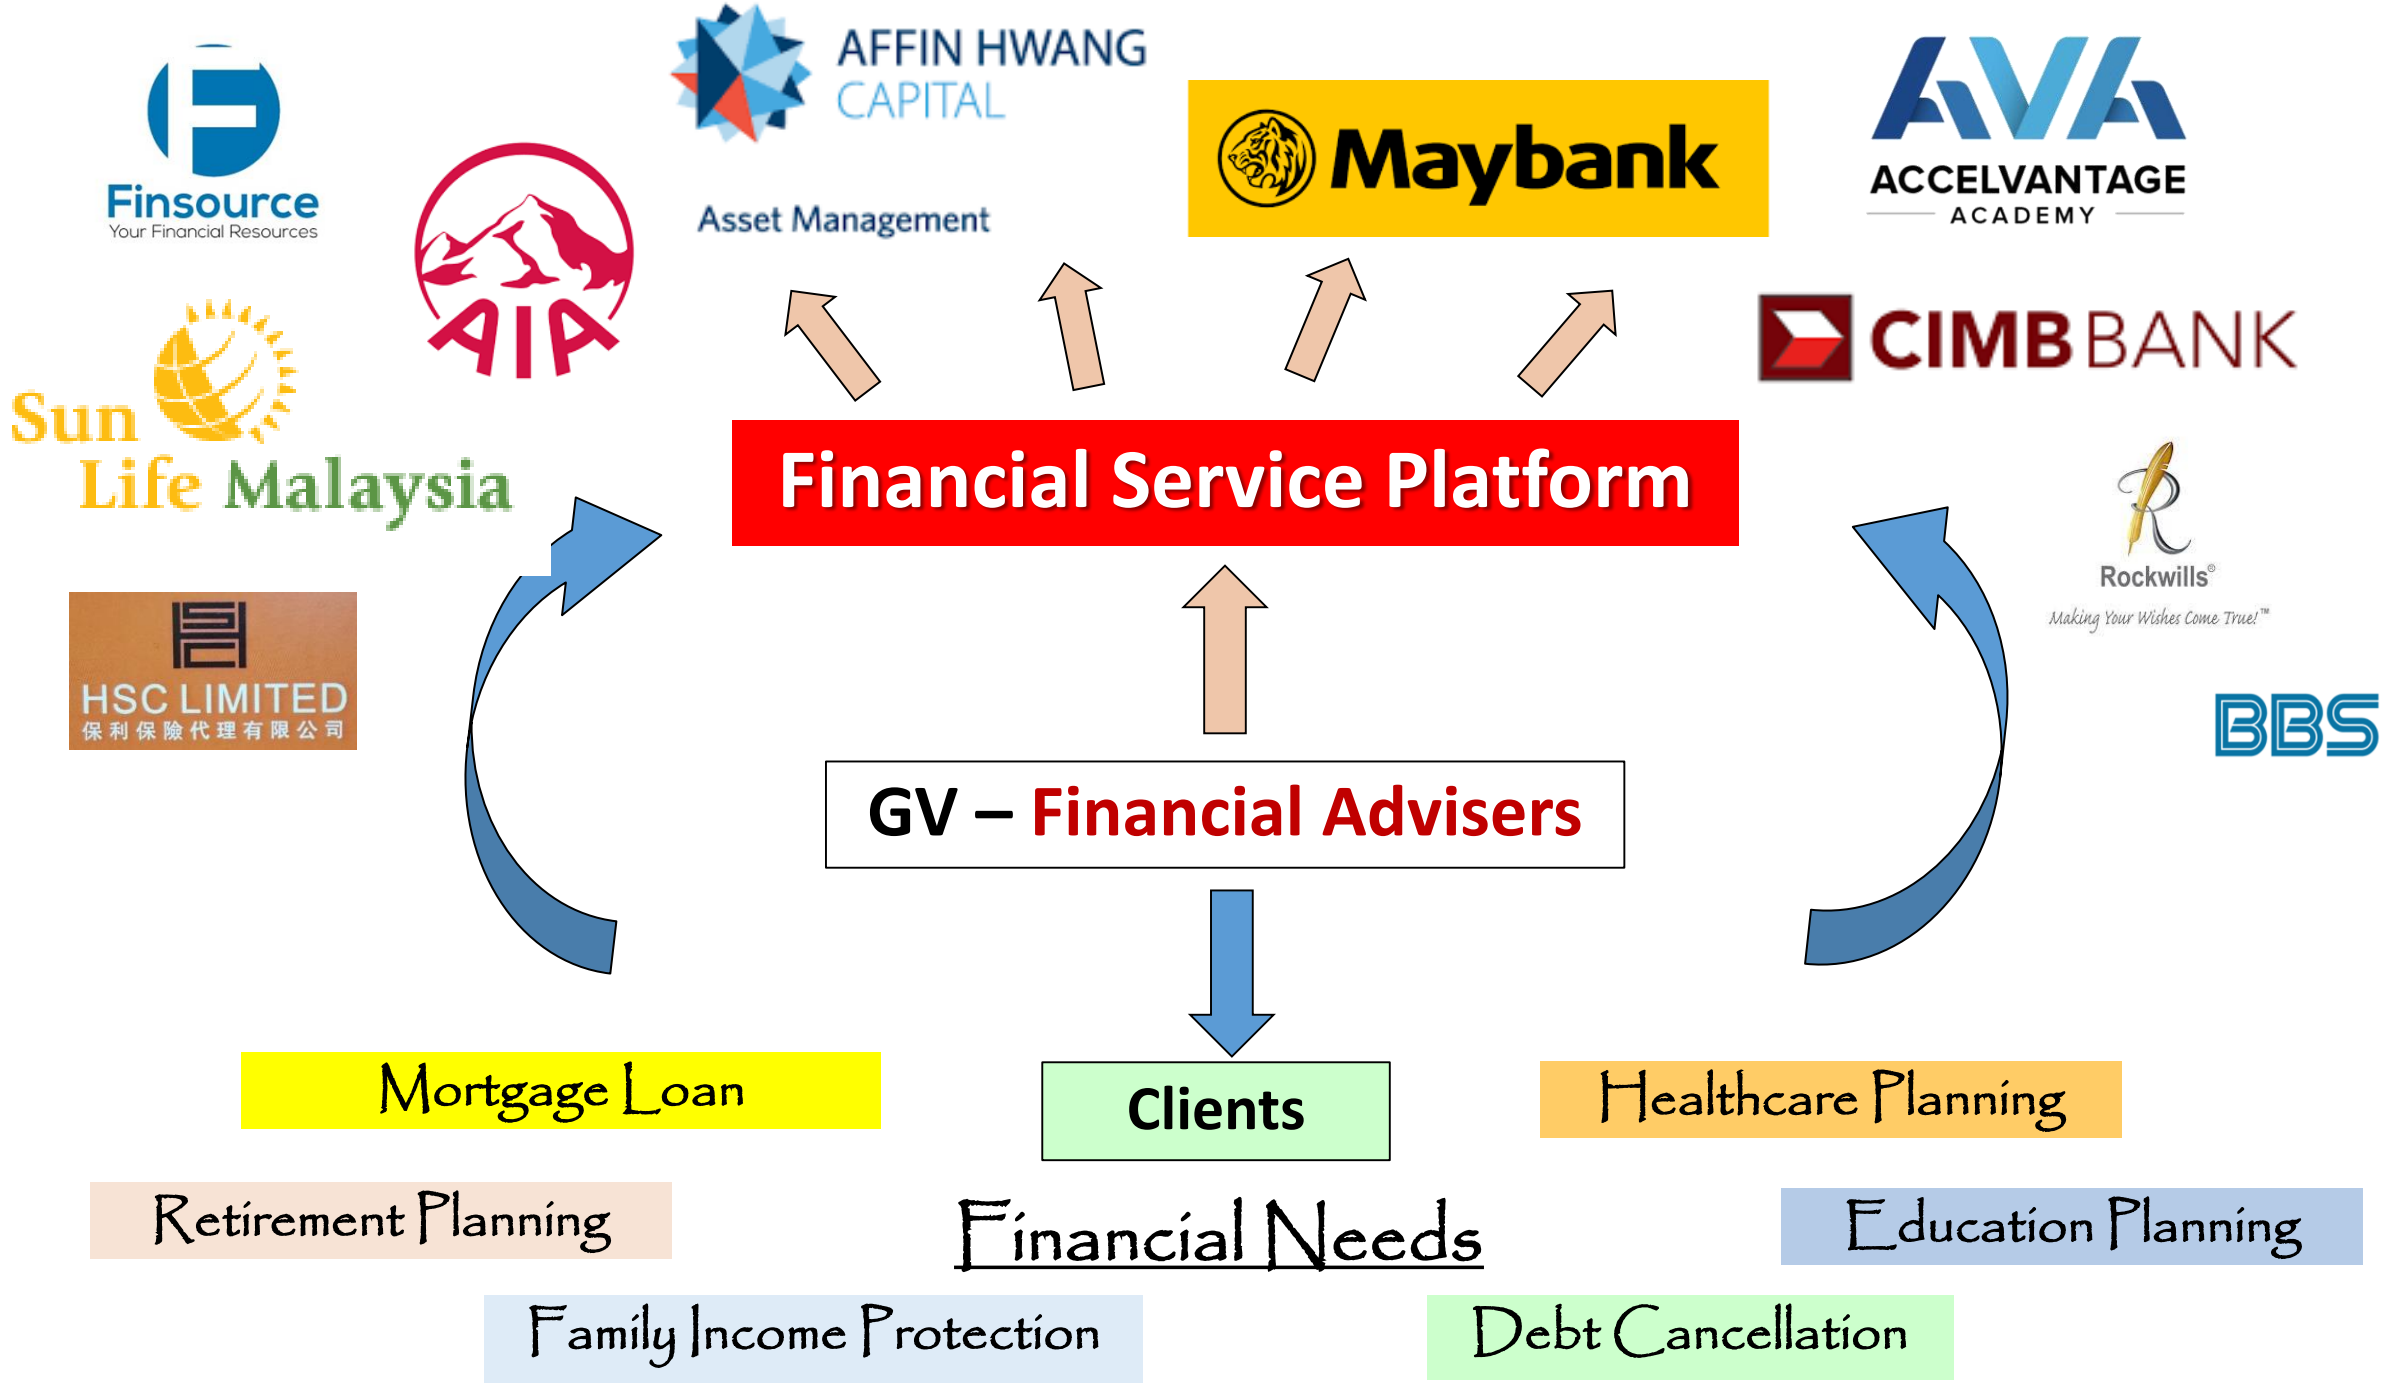 Finsource
Your Financial Resources
AIA
AFFIN HWANG
CAPITAL
Asset Management
Maybank
AVA
ACCELVANTAGE
ACADEMY
Sun
Life Malaysia
CIMB BANK
Financial Service Platform
R
Rockwills®
Making Your Wishes Come True!™
HSC
HSC LIMITED
保利保險代理有限公司
BBS
GV – Financial Advisers
Clients
Mortgage Loan
Healthcare Planning
Retirement Planning
Financial Needs
Education Planning
Family Income Protection
Debt Cancellation